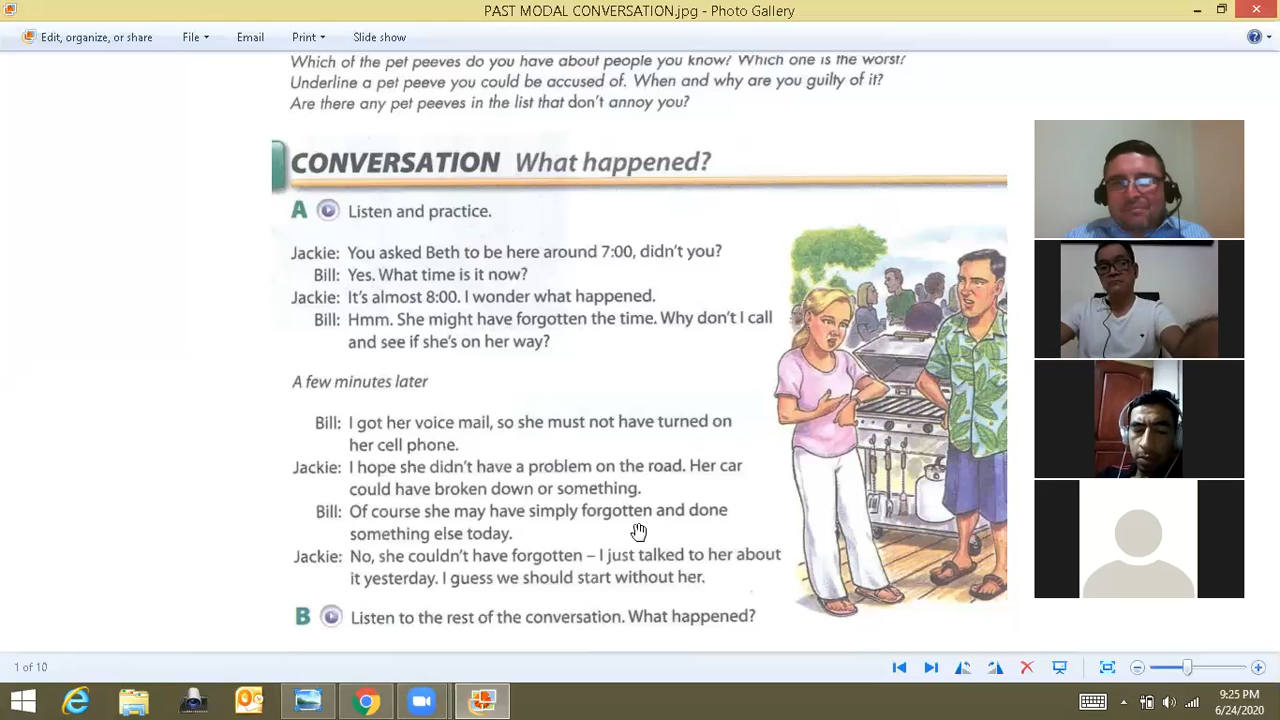 PAST MODAL CONVERSATION.jpg - Photo Gallery
Edit, organize, or share File Email Print Slide show
Which of the pet peeves do you have about people you know? Which one is the worst?
Underline a pet peeve you could be accused of. When and why are you guilty of it?
Are there any pet peeves in the list that don't annoy you?
CONVERSATION What happened?
A Listen and practice.
Jackie: You asked Beth to be here around 7:00, didn't you?
Bill: Yes. What time is it now?
Jackie: It's almost 8:00. I wonder what happened.
Bill: Hmm. She might have forgotten the time. Why don't I call
and see if she's on her way?
A few minutes later
Bill: I got her voice mail, so she must not have turned on
her cell phone.
Jackie: I hope she didn't have a problem on the road. Her car
could have broken down or something.
Bill: Of course she may have simply forgotten and done
something else today.
Jackie: No, she couldn't have forgotten – I just talked to her about
it yesterday. I guess we should start without her.
B Listen to the rest of the conversation. What happened?
1 of 10
9:25 PM
6/24/2020